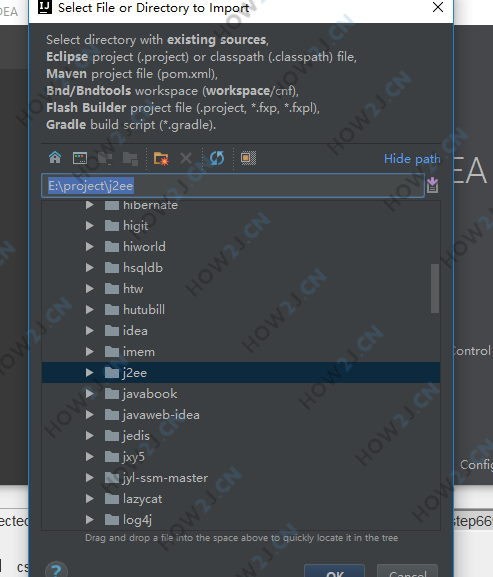 DEA
Select File or Directory to Import
Select directory with existing sources,
Eclipse project (.project) or classpath (.classpath) file,
Maven project file (pom.xml),
Bnd/Bndtools workspace (workspace/cnf),
Flash Builder project file (.project, *.fxp, *.fxpl),
Gradle build script (*.gradle).
Hide path
EA
E:\project\j2ee
hibernate
higit
hiworld
hsqldb
htw
hutubill
idea
imem
Control
j2ee
javabook
javaweb-idea
jedis
jxy5
jyl-ssm-master
Config
lazycat
log4j
ected
step66
Drag and drop a file into the space above to quickly locate it in the tree
cs
?
OK
Cancel
HOW2J.CN